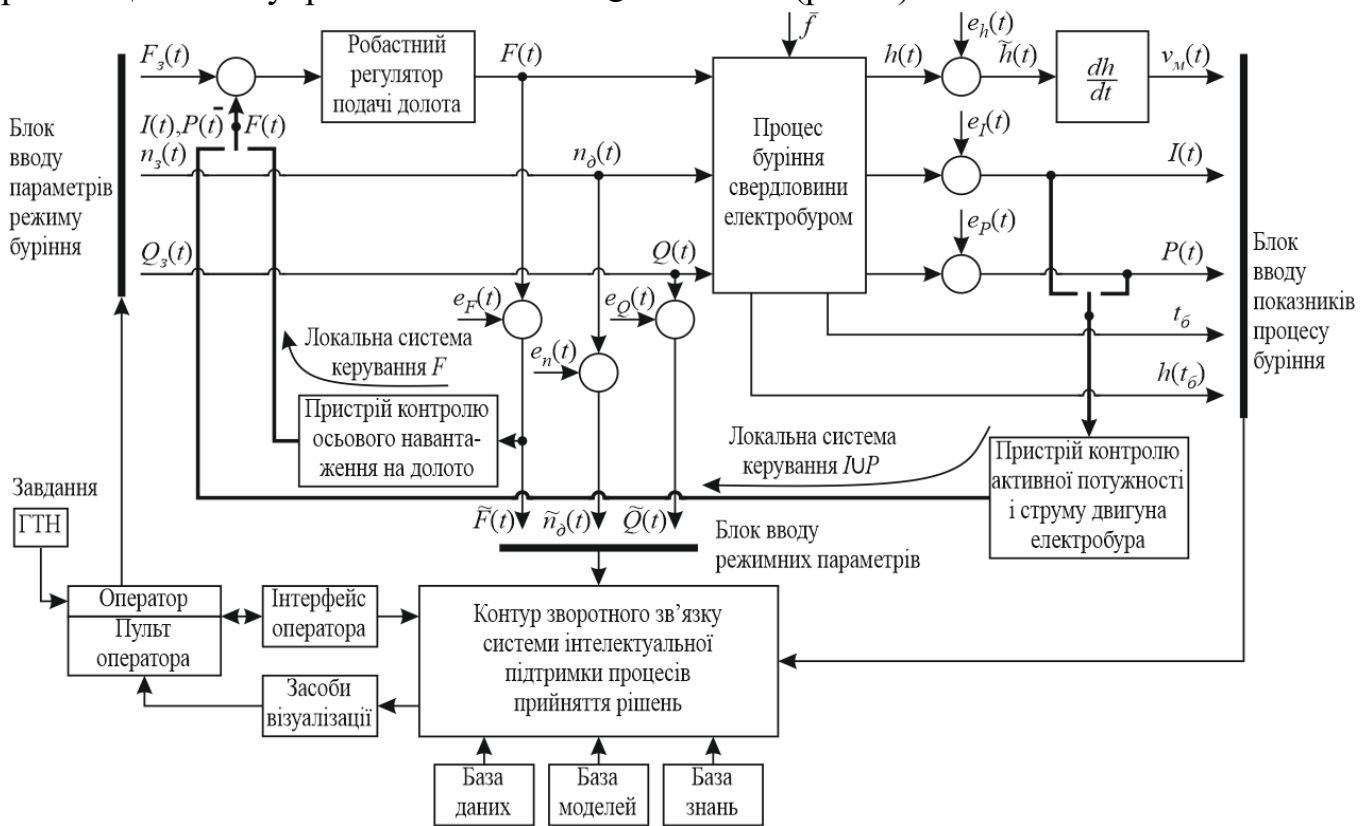 F_з(t)
Робастний
регулятор
подачі долота
F(t)
f̄
h(t)
e_h(t)
h̃(t)
dh
dt
v_м(t)
Блок
вводу
параметрів
режиму
буріння
I(t),P(t)
–
F(t)
n_з(t)
n_д(t)
Процес
буріння
свердловини
електробуром
e_I(t)
I(t)
e_P(t)
P(t)
Q_з(t)
Q(t)
Блок
вводу
показників
процесу
буріння
e_F(t)
e_Q(t)
e_n(t)
t_б
h(t_б)
Локальна система
керування F
Пристрій контролю
осьового наванта-
ження на долото
Локальна система
керування I∪P
Пристрій контролю
активної потужності
і струму двигуна
електробура
F̃(t)
ñ_д(t)
Q̃(t)
Блок вводу
режимних параметрів
Завдання
ГТН
Оператор
Пульт
оператора
Інтерфейс
оператора
Засоби
візуалізації
Контур зворотного зв’язку
системи інтелектуальної
підтримки процесів
прийняття рішень
База
даних
База
моделей
База
знань